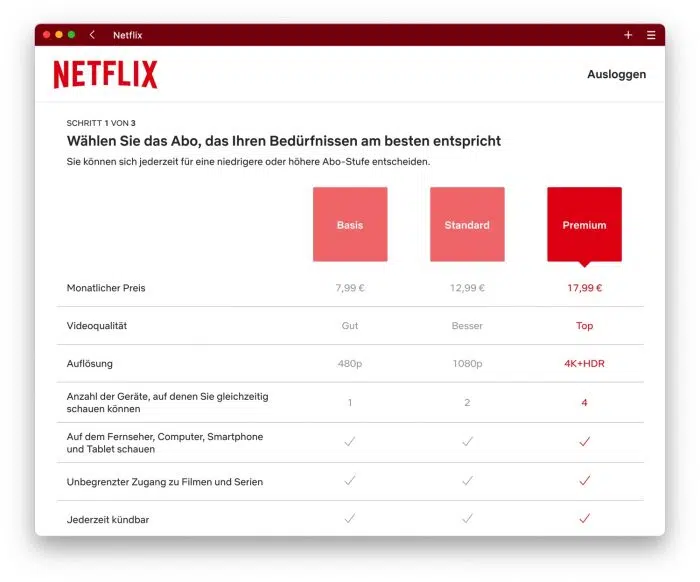 Netflix
NETFLIX
Ausloggen
SCHRITT 1 VON 3
Wählen Sie das Abo, das Ihren Bedürfnissen am besten entspricht
Sie können sich jederzeit für eine niedrigere oder höhere Abo-Stufe entscheiden.
Basis Standard Premium
Monatlicher Preis 7,99 € 12,99 € 17,99 €
Videoqualität Gut Besser Top
Auflösung 480p 1080p 4K+HDR
Anzahl der Geräte, auf denen Sie gleichzeitig
schauen können 1 2 4
Auf dem Fernseher, Computer, Smartphone
und Tablet schauen
Unbegrenzter Zugang zu Filmen und Serien
Jederzeit kündbar